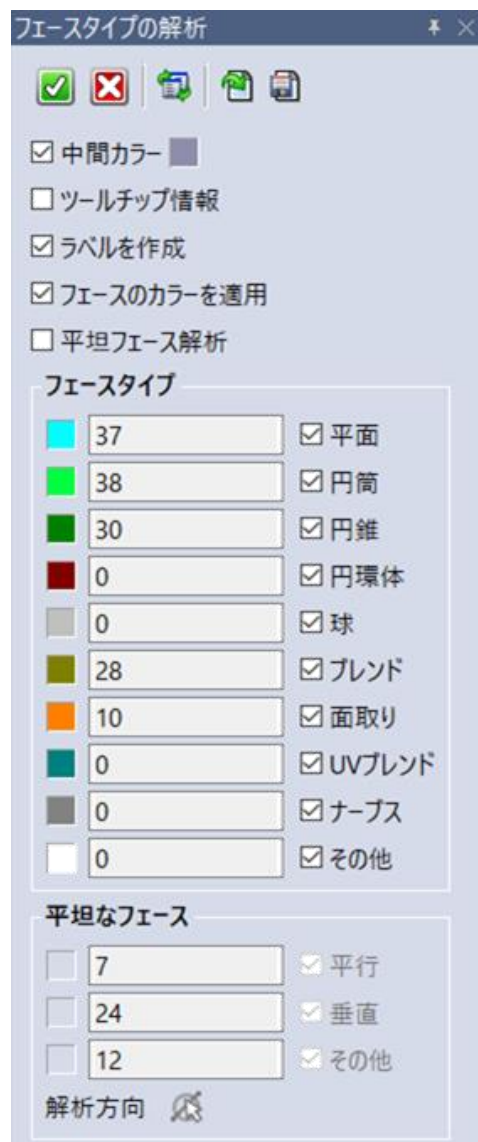 フェースタイプの解析
中間カラー
ツールチップ情報
ラベルを作成
フェースのカラーを適用
平坦フェース解析
フェースタイプ
37 平面
38 円筒
30 円錐
0 円環体
0 球
28 ブレンド
10 面取り
0 UVブレンド
0 ナーブス
0 その他
平坦なフェース
7 平行
24 垂直
12 その他
解析方向